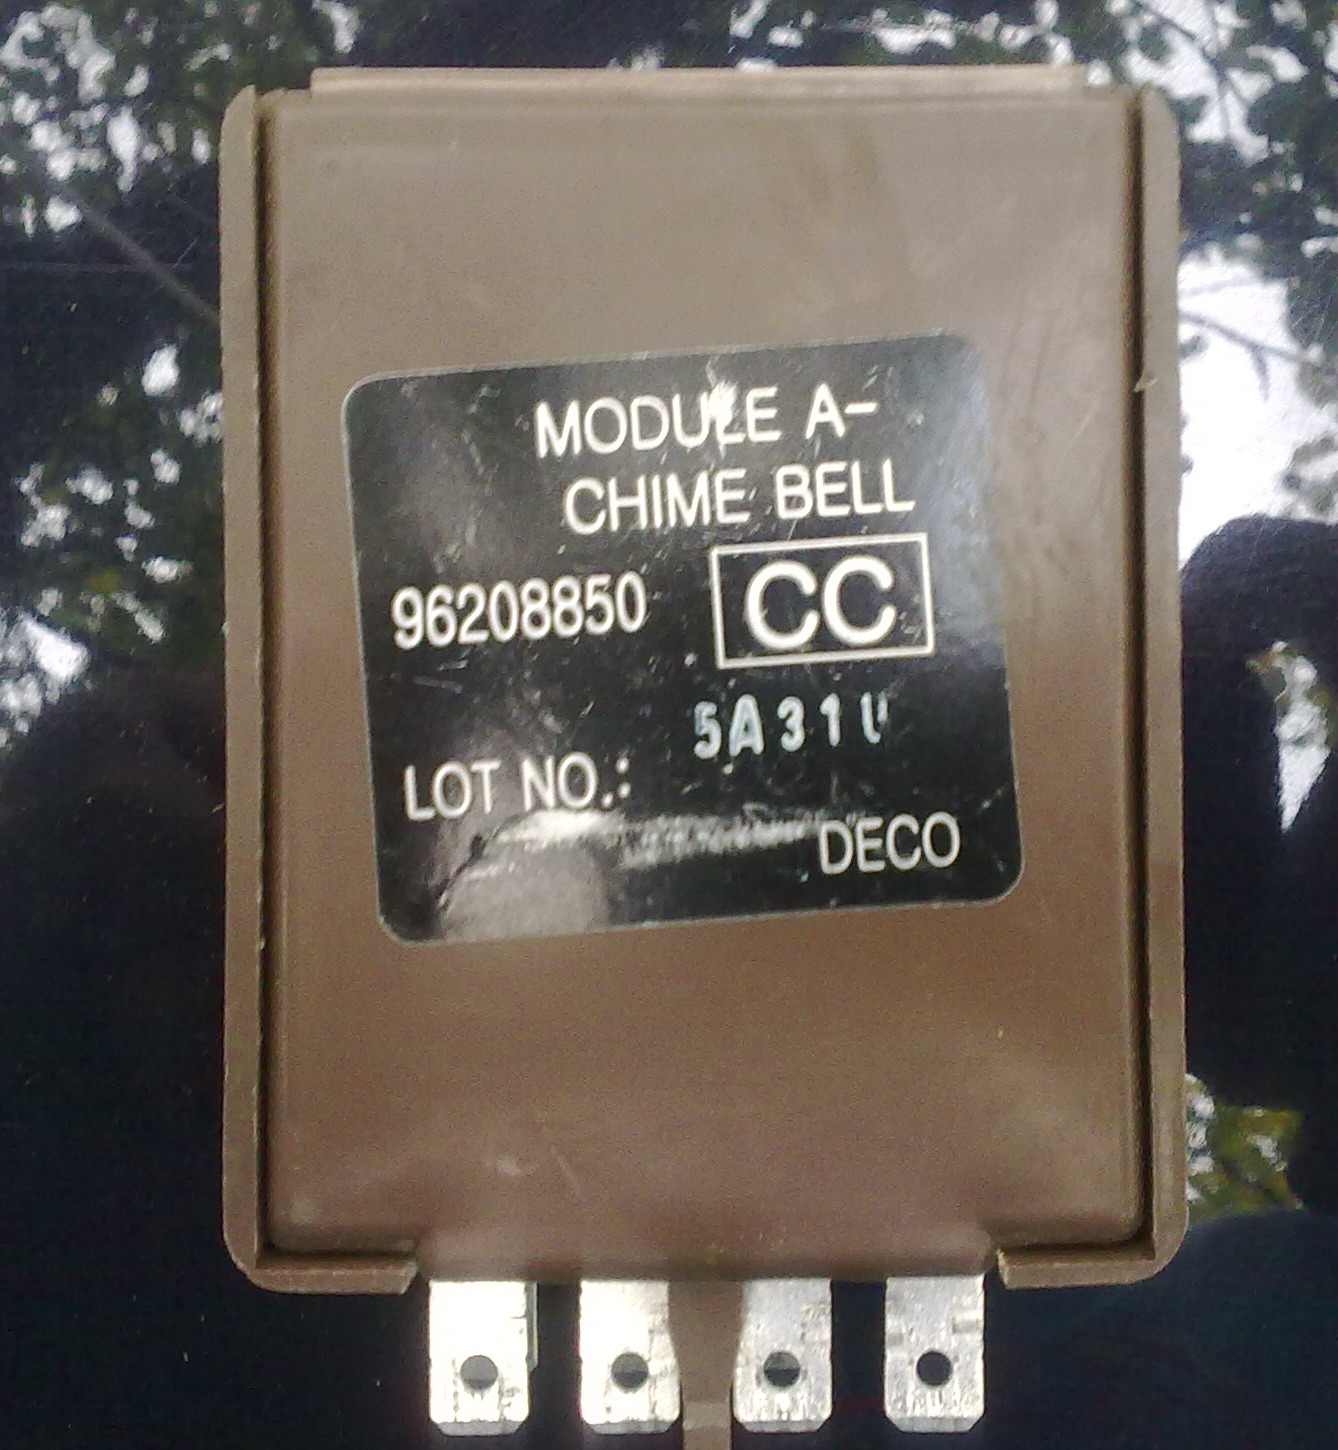 MODULE A-
CHIME BELL
96208850 CC
5A31
LOT NO.:
DECO